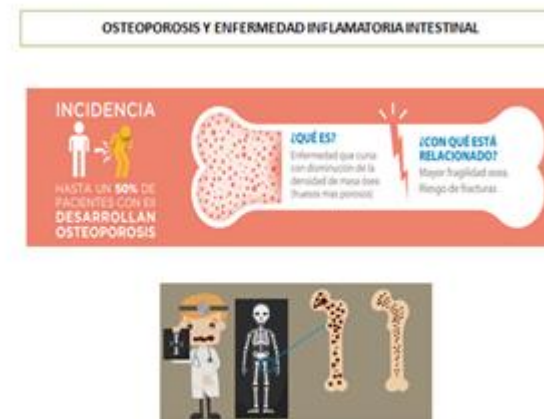 OSTEOPOROSIS Y ENFERMEDAD INFLAMATORIA INTESTINAL
INCIDENCIA
HASTA UN 50% DE
PACIENTES CON EII
DESARROLLAN
OSTEOPOROSIS
¿QUÉ ES?
Enfermedad que cursa
con disminución de la
densidad de masa ósea
(huesos más porosos)
¿CON QUÉ ESTÁ
RELACIONADO?
Mayor fragilidad ósea.
Riesgo de fracturas.